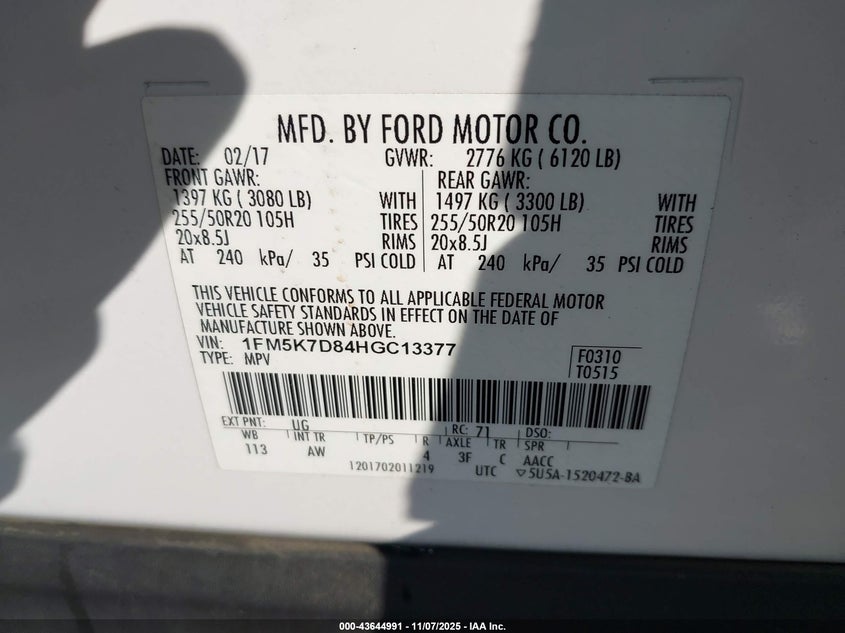 MFD. BY FORD MOTOR CO.
DATE: 02/17 GVWR: 2776 KG ( 6120 LB)
FRONT GAWR: REAR GAWR:
1397 KG ( 3080 LB) WITH 1497 KG ( 3300 LB) WITH
255/50R20 105H TIRES 255/50R20 105H TIRES
20x8.5J RIMS 20x8.5J RIMS
AT 240 kPa/ 35 PSI COLD AT 240 kPa/ 35 PSI COLD
THIS VEHICLE CONFORMS TO ALL APPLICABLE FEDERAL MOTOR
VEHICLE SAFETY STANDARDS IN EFFECT ON THE DATE OF
MANUFACTURE SHOWN ABOVE.
VIN: 1FM5K7D84HGC13377 F0310
TYPE: MPV T0515
EXT PNT: UG RC: 71 DSO:
WB INT TR TP/PS R AXLE TR SPR
113 AW 4 3F C AACC
1201702011219 UTC ▽5U5A-1520472-BA
000-43644991 - 11/07/2025 - IAA Inc.